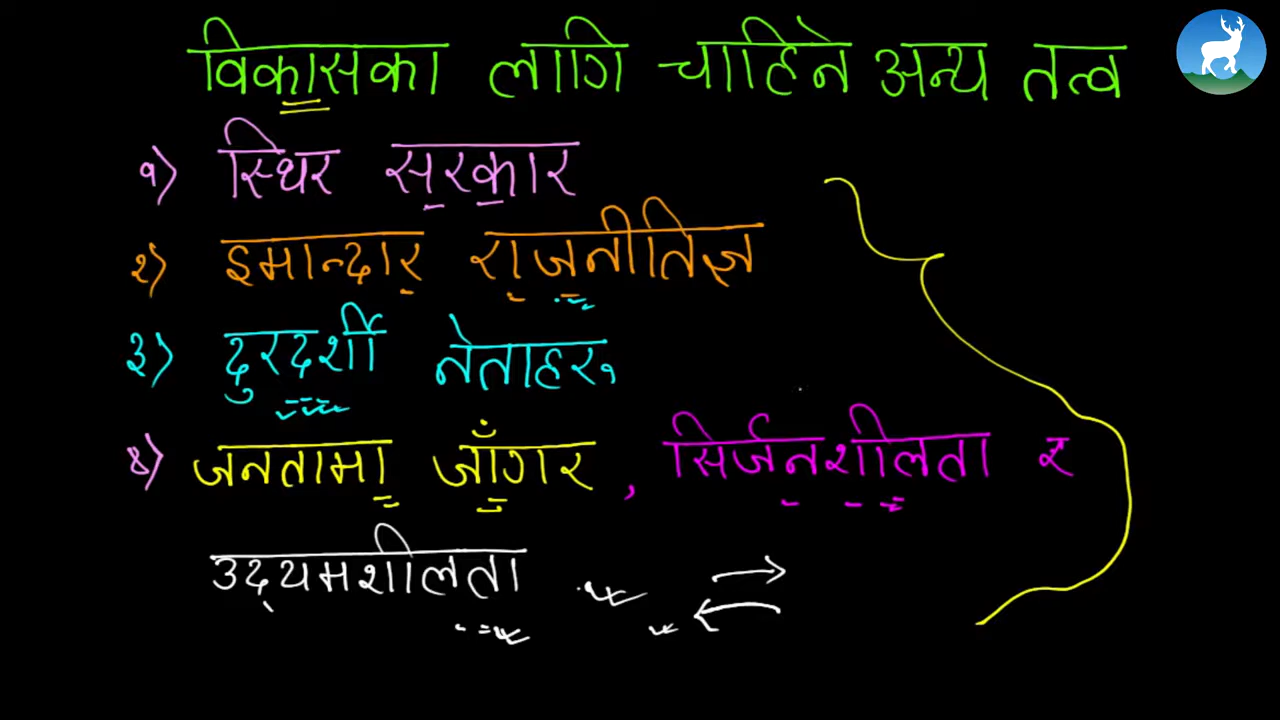 विकासका लागि चाहिने अन्य तत्व
१) स्थिर सरकार
२) इमान्दार राजनीतिज्ञ
३) दुरदर्शी नेताहरु
४) जनतामा जाँगर, सिर्जनशीलता र
उद्यमशीलता